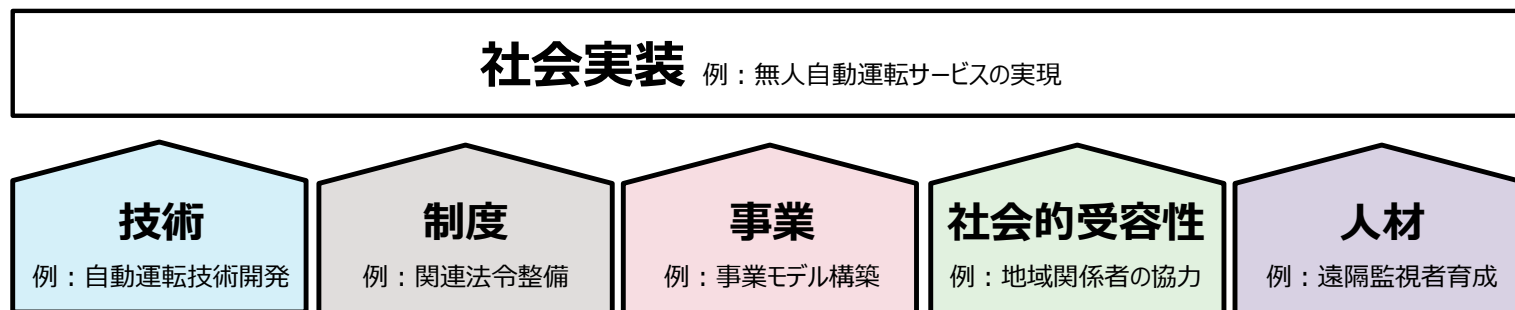 社会実装 例：無人自動運転サービスの実現
技術
例：自動運転技術開発
制度
例：関連法令整備
事業
例：事業モデル構築
社会的受容性
例：地域関係者の協力
人材
例：遠隔監視者育成